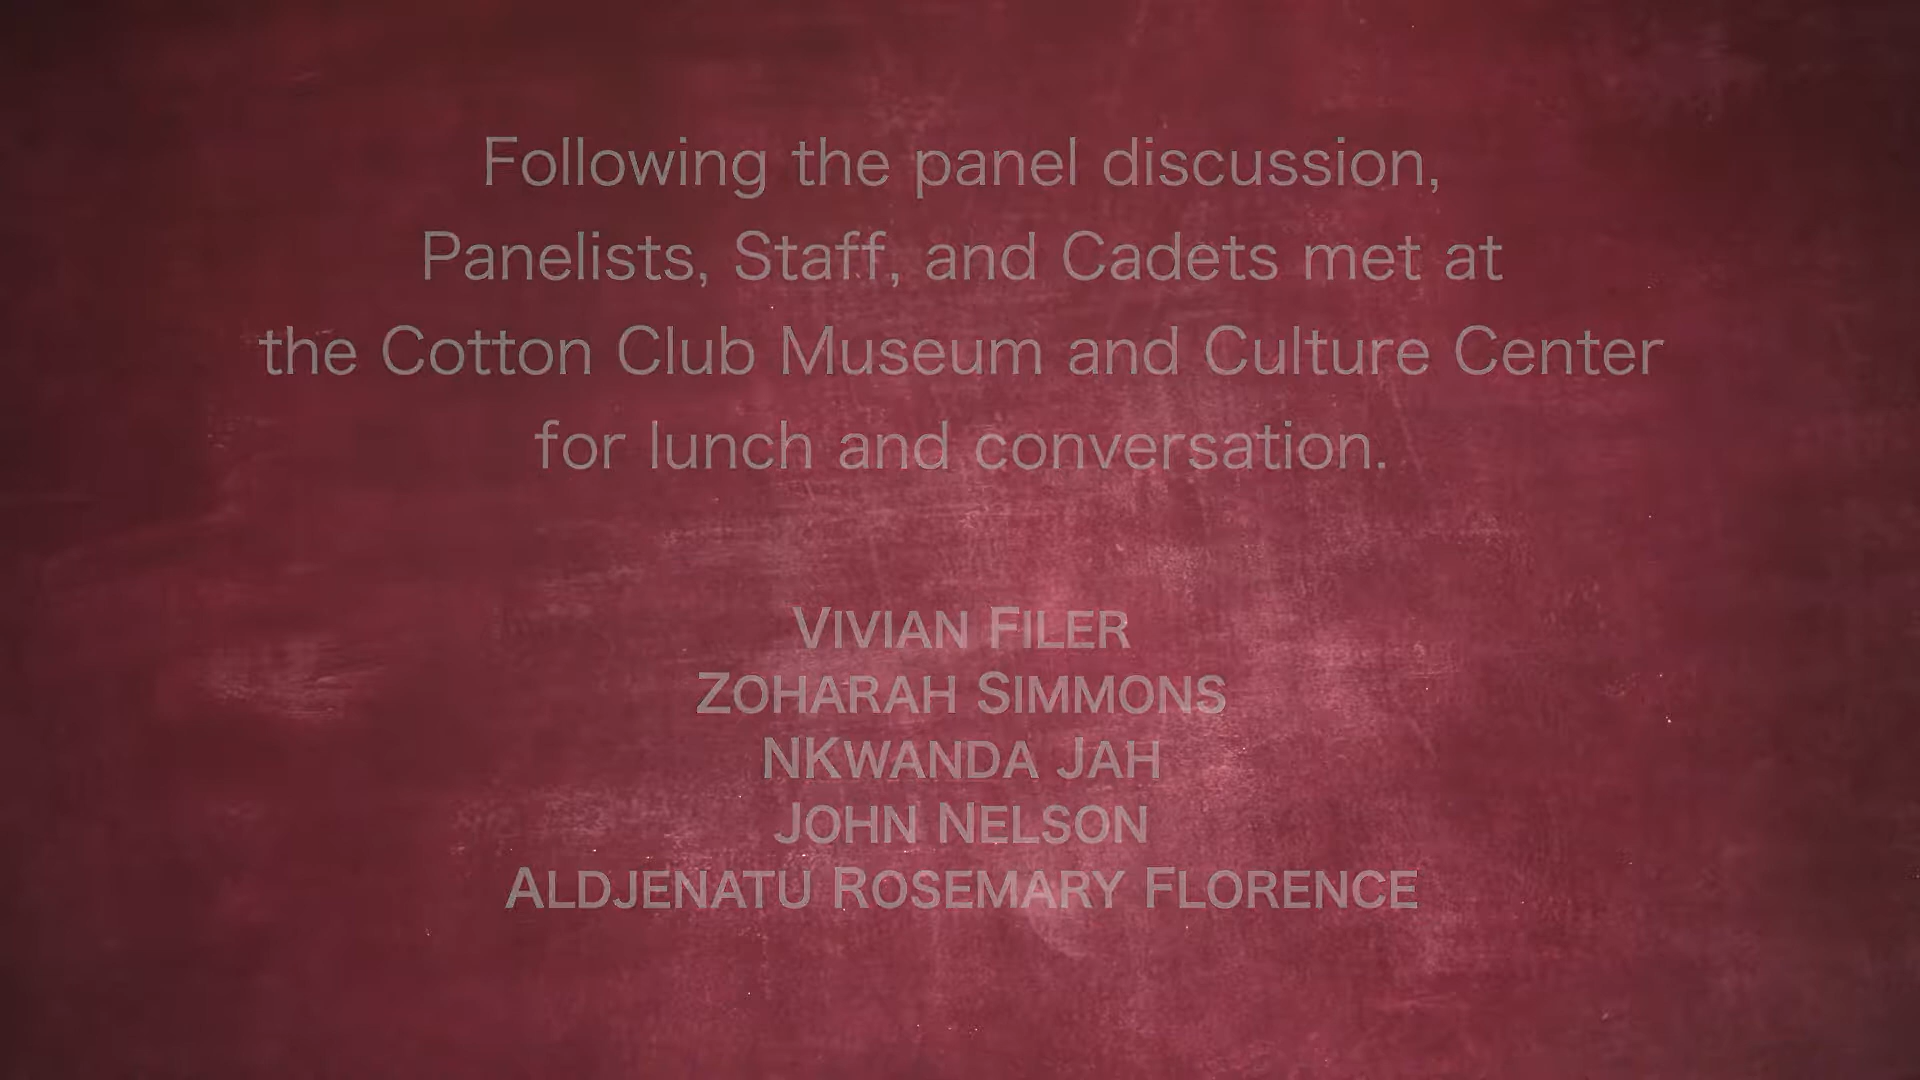 Following the panel discussion,
Panelists, Staff, and Cadets met at
the Cotton Club Museum and Culture Center
for lunch and conversation.
VIVIAN FILER
ZOHARAH SIMMONS
NKWANDA JAH
JOHN NELSON
ALDJENATU ROSEMARY FLORENCE